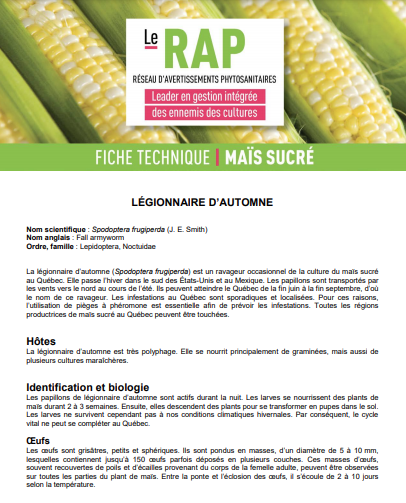 Le
RAP
RÉSEAU D'AVERTISSEMENTS PHYTOSANITAIRES
Leader en gestion intégrée
des ennemis des cultures
FICHE TECHNIQUE | MAÏS SUCRÉ
LÉGIONNAIRE D'AUTOMNE
Nom scientifique : Spodoptera frugiperda (J. E. Smith)
Nom anglais : Fall armyworm
Ordre, famille : Lepidoptera, Noctuidae
La légionnaire d'automne (Spodoptera frugiperda) est un ravageur occasionnel de la culture du maïs sucré
au Québec. Elle passe l'hiver dans le sud des États-Unis et au Mexique. Les papillons sont transportés par
les vents vers le nord au cours de l'été. Ils peuvent atteindre le Québec de la fin juin à la fin septembre, d'où
le nom de ce ravageur. Les infestations au Québec sont sporadiques et localisées. Pour ces raisons,
l'utilisation de pièges à phéromone est essentielle afin de prévoir les infestations. Toutes les régions
productrices de maïs sucré au Québec peuvent être touchées.
Hôtes
La légionnaire d'automne est très polyphage. Elle se nourrit principalement de graminées, mais aussi de
plusieurs cultures maraîchères.
Identification et biologie
Les papillons de légionnaire d'automne sont actifs durant la nuit. Les larves se nourrissent des plants de
maïs durant 2 à 3 semaines. Ensuite, elles descendent des plants pour se transformer en pupes dans le sol.
Les larves ne survivent cependant pas à nos conditions climatiques hivernales. Par conséquent, le cycle
vital ne peut se compléter au Québec.
Œufs
Les œufs sont grisâtres, petits et sphériques. Ils sont pondus en masses, d'un diamètre de 5 à 10 mm,
lesquelles contiennent jusqu'à 150 œufs parfois déposés en plusieurs couches. Ces masses d'œufs,
souvent recouvertes de poils et d'écailles provenant du corps de la femelle adulte, peuvent être observées
sur toutes les parties du plant de maïs. Entre la ponte et l'éclosion des œufs, il s'écoule de 2 à 10 jours
selon la température.